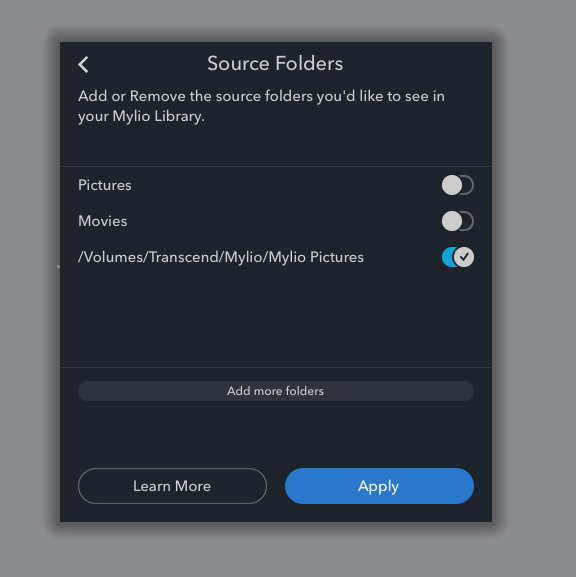 Source Folders
Add or Remove the source folders you'd like to see in
your Mylio Library.
Pictures
Movies
/Volumes/Transcend/Mylio/Mylio Pictures
Add more folders
Learn More
Apply